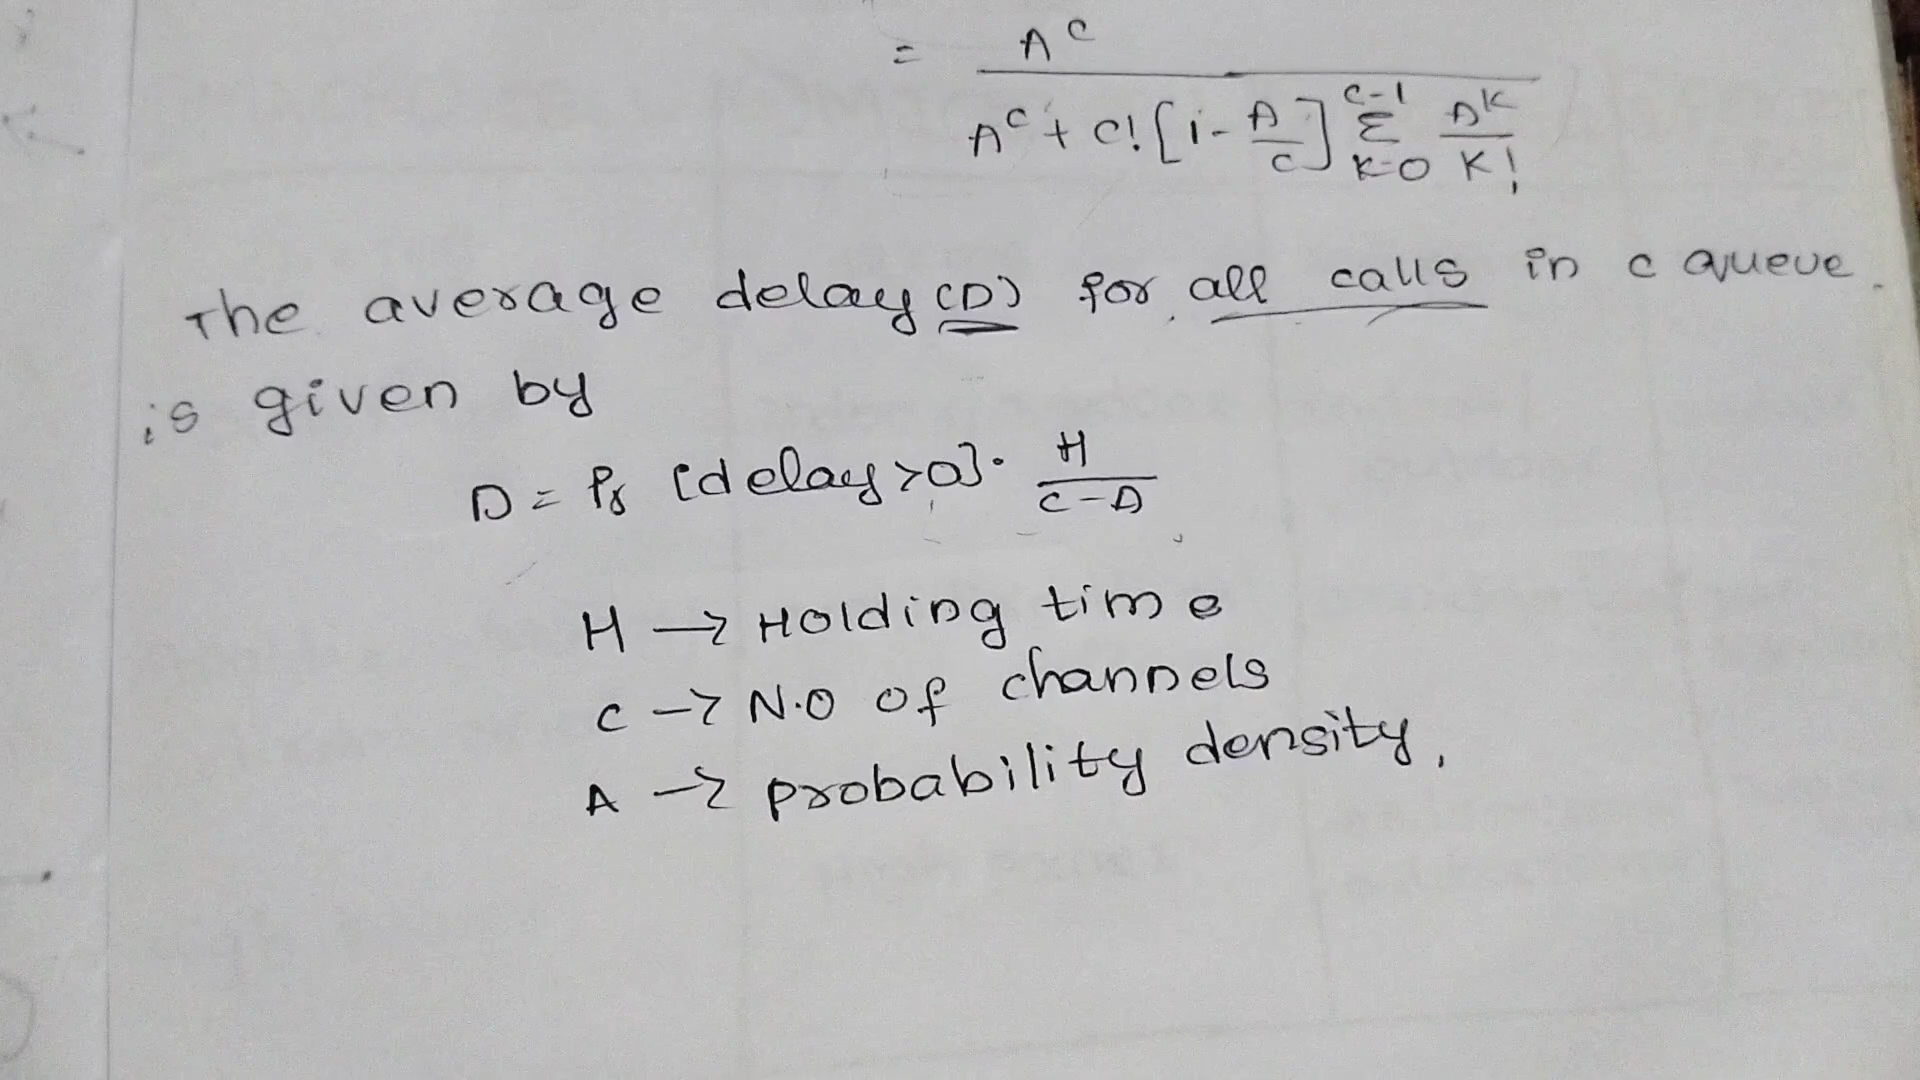 = A^C / (A^C + C! [1 - A/C] Σ_{K=0}^{C-1} A^K/K!)
The average delay (D) for all calls in c queue.
is given by
D = Pr [delay>0]. H/(C-A)
H → Holding time
C → N.O of channels
A → probability density.